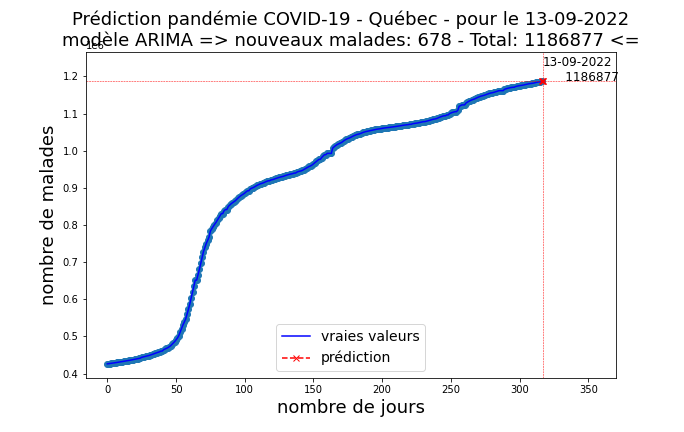 Prédiction pandémie COVID-19 - Québec - pour le 13-09-2022
modèle ARIMA => nouveaux malades: 678 - Total: 1186877 <=
1e6
13-09-2022
1186877
1.2
1.1
1.0
0.9
0.8
0.7
0.6
0.5
0.4
nombre de malades
vraies valeurs
prédiction
0 50 100 150 200 250 300 350
nombre de jours